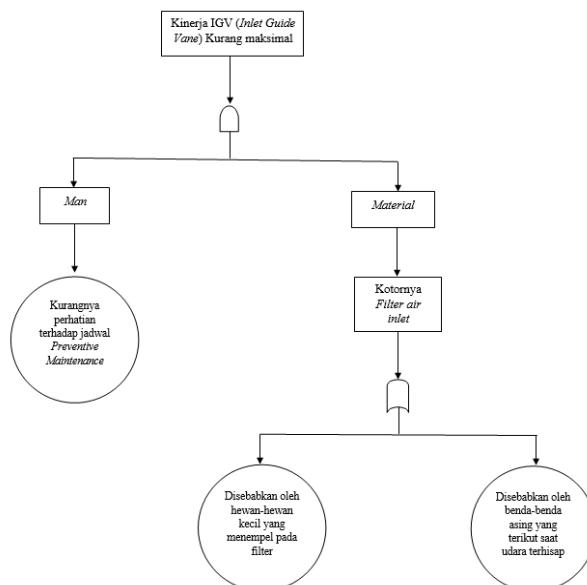 Kinerja IGV (Inlet Guide
Vane) Kurang maksimal
Man
Material
Kurangnya
perhatian
terhadap jadwal
Preventive
Maintenance
Kotornya
Filter air
inlet
Disebabkan oleh
hewan-hewan
kecil yang
menempel pada
filter
Disebabkan oleh
benda-benda
asing yang
terikut saat
udara terhisap